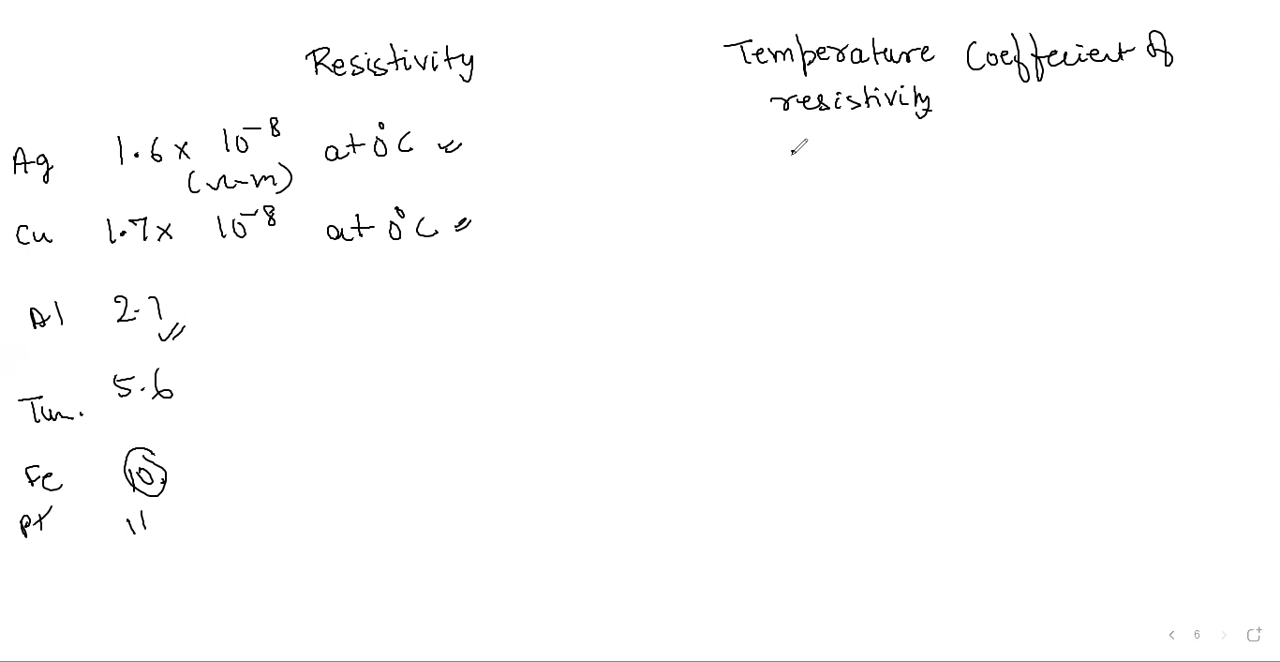 Resistivity
Temperature Coefficient of
resistivity
Ag 1.6 x 10⁻⁸ at 0°C
(Ω-m)
Cu 1.7 x 10⁻⁸ at 0°C
Al 2.7
Tun. 5.6
Fe 10
Pt 11
6